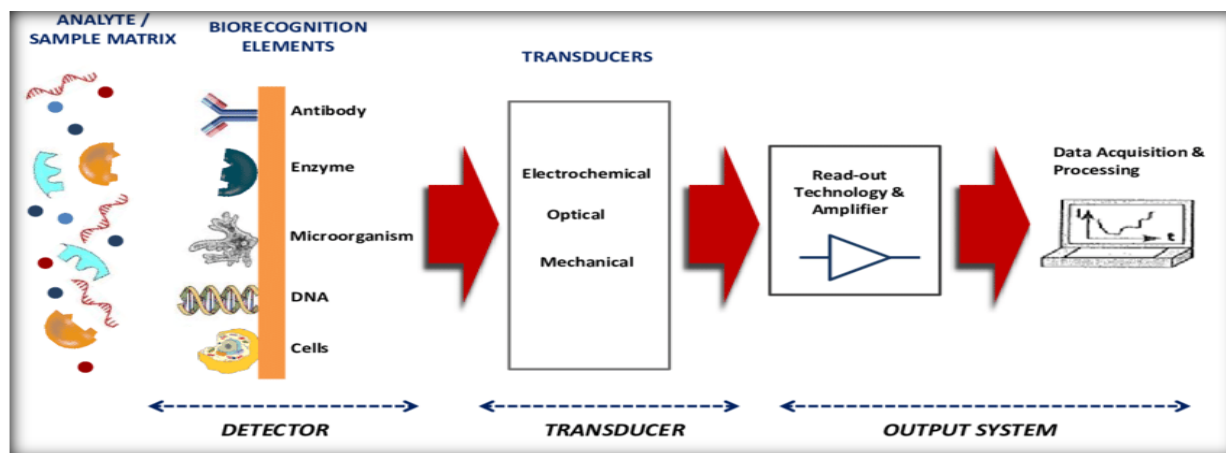 ANALYTE /
SAMPLE MATRIX
BIORECOGNITION
ELEMENTS
TRANSDUCERS
Antibody
Enzyme
Microorganism
DNA
Cells
Electrochemical
Optical
Mechanical
Read-out
Technology &
Amplifier
Data Acquisition &
Processing
I
t
DETECTOR
TRANSDUCER
OUTPUT SYSTEM